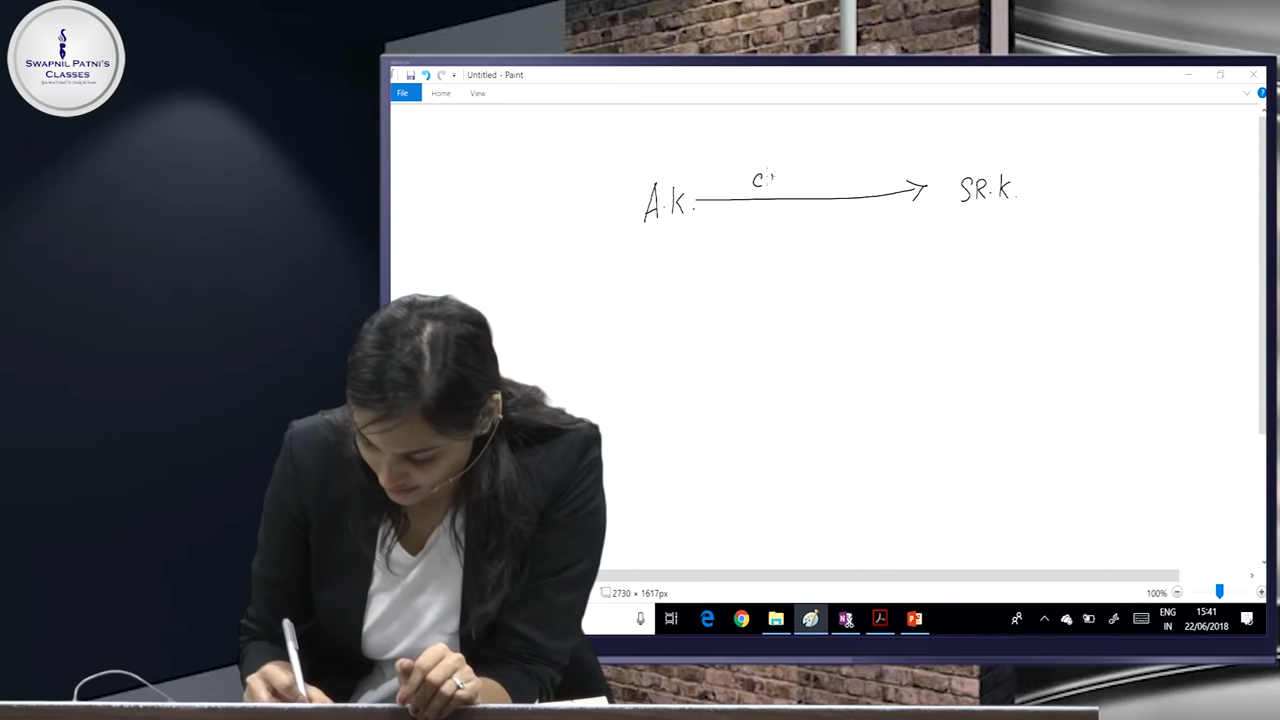 SWAPNIL PATNI'S
CLASSES
Untitled - Paint
File Home View
A.K. SR.K.
2730 × 1617px
100%
ENG
IN
15:41
22/06/2018